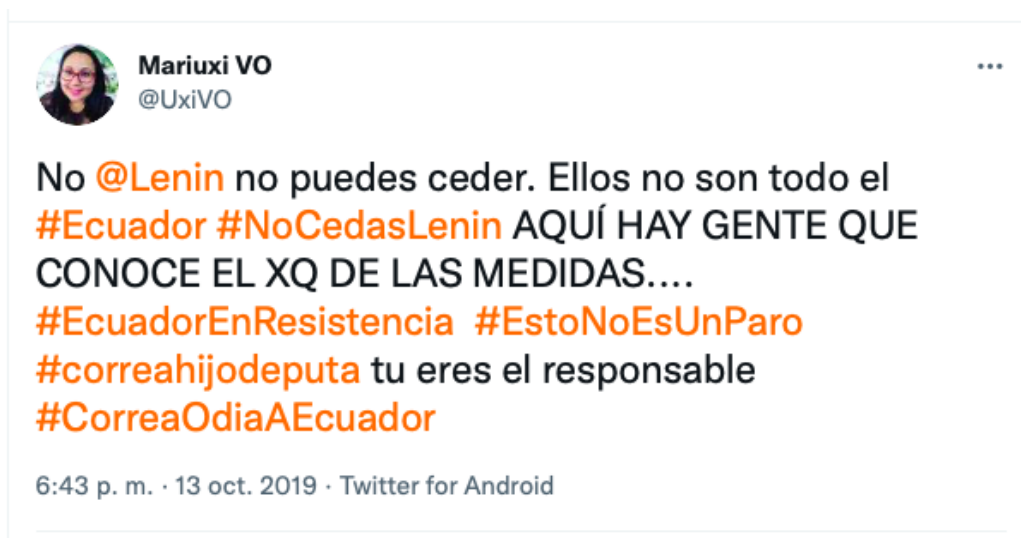 Mariuxi VO
@UxiVO
No @Lenin no puedes ceder. Ellos no son todo el
#Ecuador #NoCedasLenin AQUÍ HAY GENTE QUE
CONOCE EL XQ DE LAS MEDIDAS....
#EcuadorEnResistencia #EstoNoEsUnParo
#correahijodeputa tu eres el responsable
#CorreaOdiaAEcuador
6:43 p. m. · 13 oct. 2019 · Twitter for Android